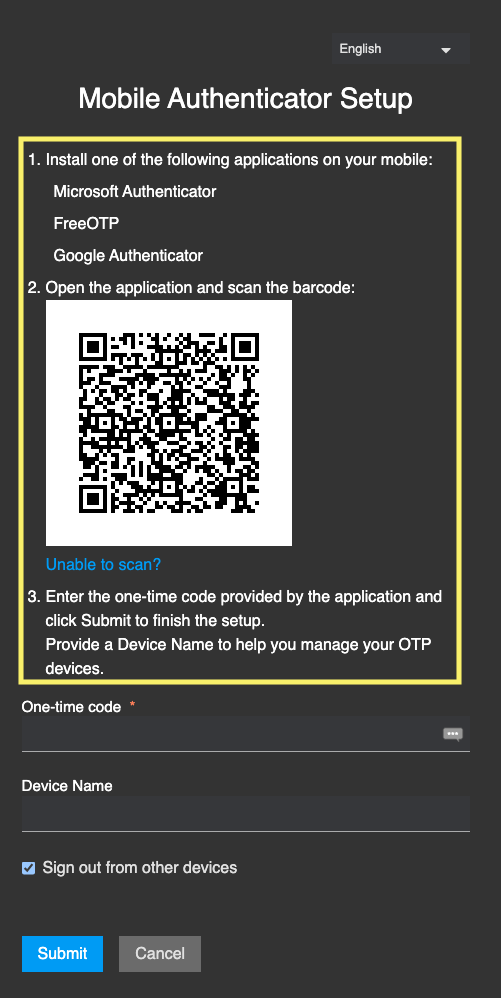 English
Mobile Authenticator Setup
1. Install one of the following applications on your mobile:
Microsoft Authenticator
FreeOTP
Google Authenticator
2. Open the application and scan the barcode:
Unable to scan?
3. Enter the one-time code provided by the application and
click Submit to finish the setup.
Provide a Device Name to help you manage your OTP
devices.
One-time code *
Device Name
Sign out from other devices
Submit Cancel